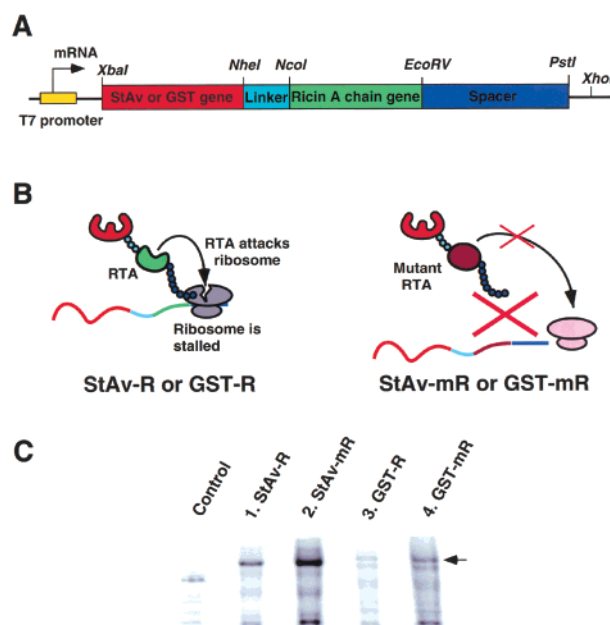 A
mRNA
XbaI
NheI
NcoI
EcoRV
PstI
XhoI
StAv or GST gene
Linker
Ricin A chain gene
Spacer
T7 promoter
B
RTA attacks
ribosome
RTA
Ribosome is
stalled
StAv-R or GST-R
Mutant
RTA
StAv-mR or GST-mR
C
Control
1. StAv-R
2. StAv-mR
3. GST-R
4. GST-mR